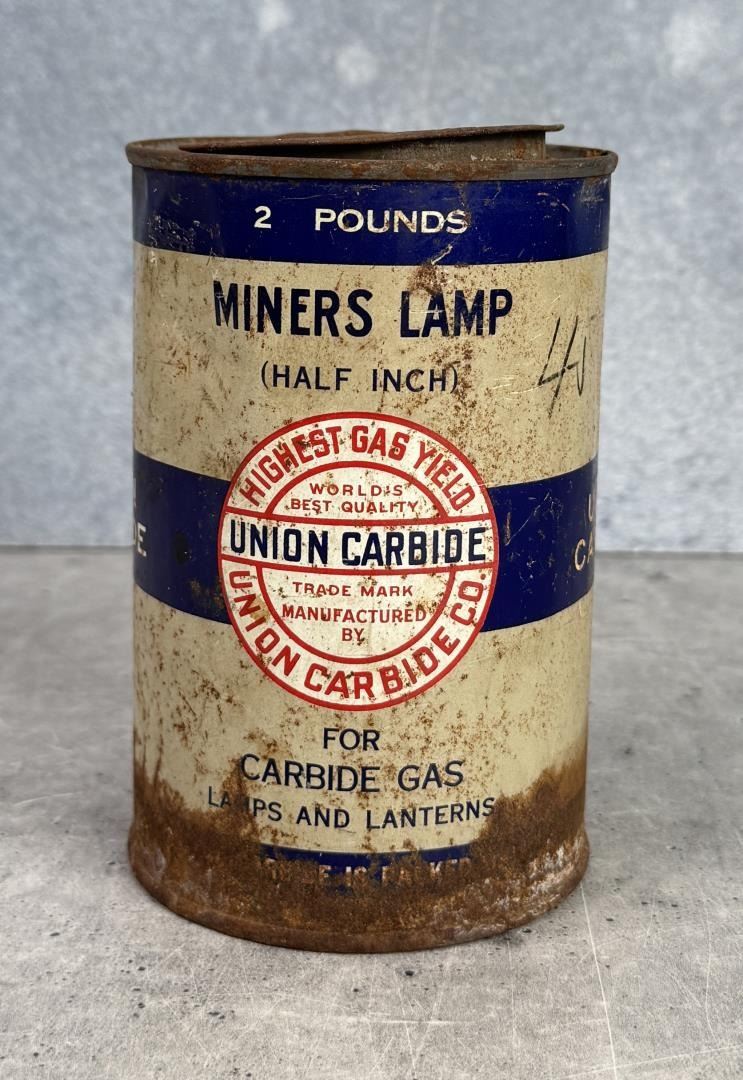 2 POUNDS
MINERS LAMP
(HALF INCH)
HIGHEST GAS YIELD
WORLD'S
BEST QUALITY
UNION CARBIDE
TRADE MARK
MANUFACTURED
BY
UNION CARBIDE CO.
FOR
CARBIDE GAS
LAMPS AND LANTERNS